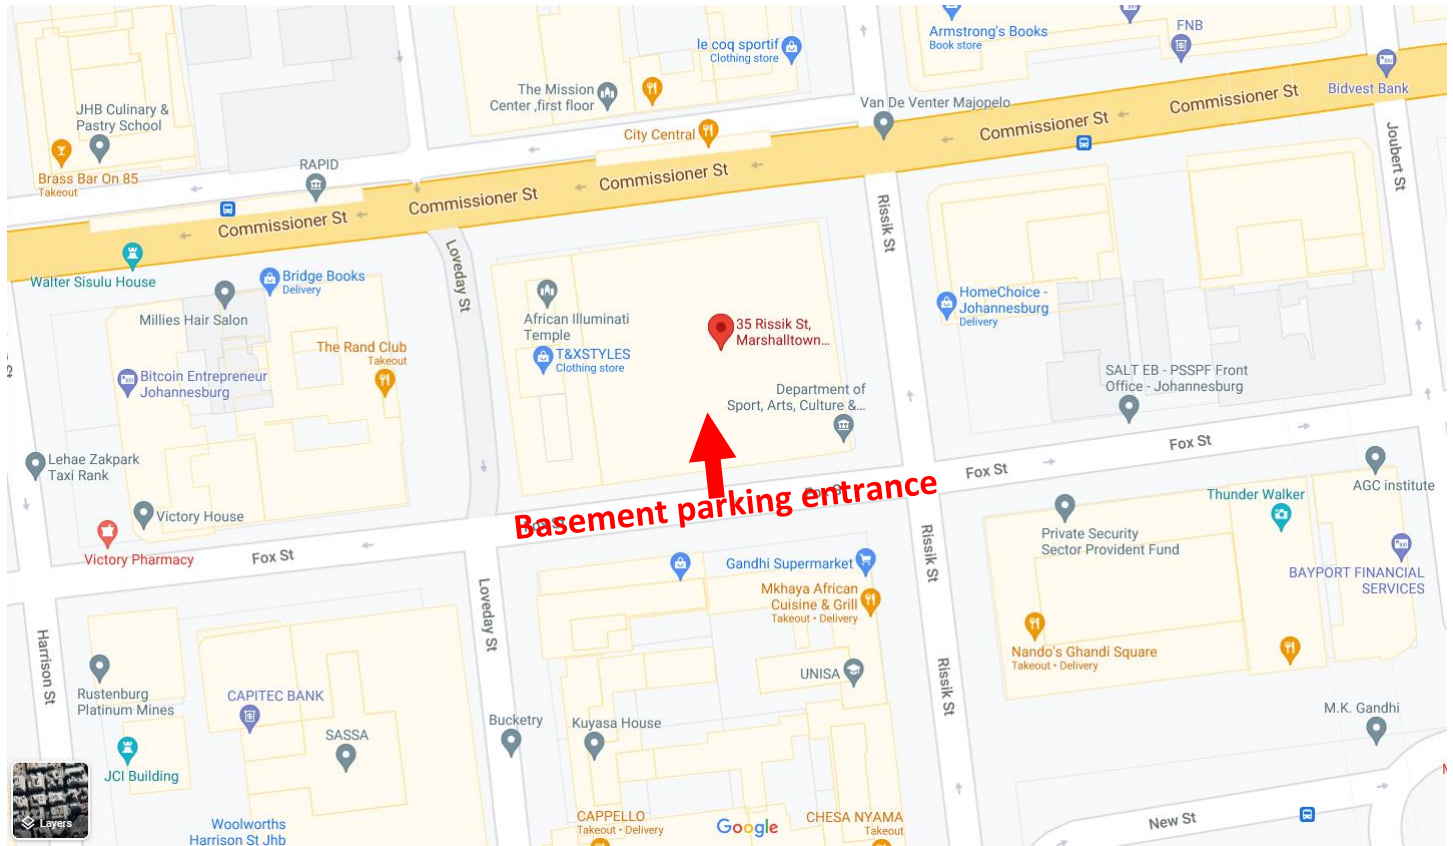 le coq sportif
Clothing store
Armstrong's Books
Book store
FNB
Bidvest Bank
The Mission
Center ,first floor
JHB Culinary &
Pastry School
Van De Venter Majopelo
Commissioner St
Commissioner St
City Central
Brass Bar On 85
Takeout
RAPID
Commissioner St
Commissioner St
Commissioner St
Joubert St
Rissik St
Walter Sisulu House
Loveday St
Bridge Books
Delivery
Millies Hair Salon
African Illuminati
Temple
35 Rissik St,
Marshalltown...
HomeChoice -
Johannesburg
Delivery
The Rand Club
Takeout
T&XSTYLES
Clothing store
Bitcoin Entrepreneur
Johannesburg
Department of
Sport, Arts, Culture &...
SALT EB - PSSPF Front
Office - Johannesburg
Lehae Zakpark
Taxi Rank
Fox St
Fox St
AGC institute
Basement parking entrance
Fox St
Fox St
Thunder Walker
Victory House
Victory Pharmacy
Fox St
Private Security
Sector Provident Fund
Rissik St
Gandhi Supermarket
BAYPORT FINANCIAL
SERVICES
Mkhaya African
Cuisine & Grill
Takeout • Delivery
Loveday St
Harrison St
Nando's Ghandi Square
Takeout • Delivery
UNISA
Rissik St
Rustenburg
Platinum Mines
CAPITEC BANK
SASSA
Bucketry
Kuyasa House
M.K. Gandhi
JCI Building
Layers
Woolworths
Harrison St Jhb
CAPPELLO
Takeout • Delivery
Google
CHESA NYAMA
Takeout
New St